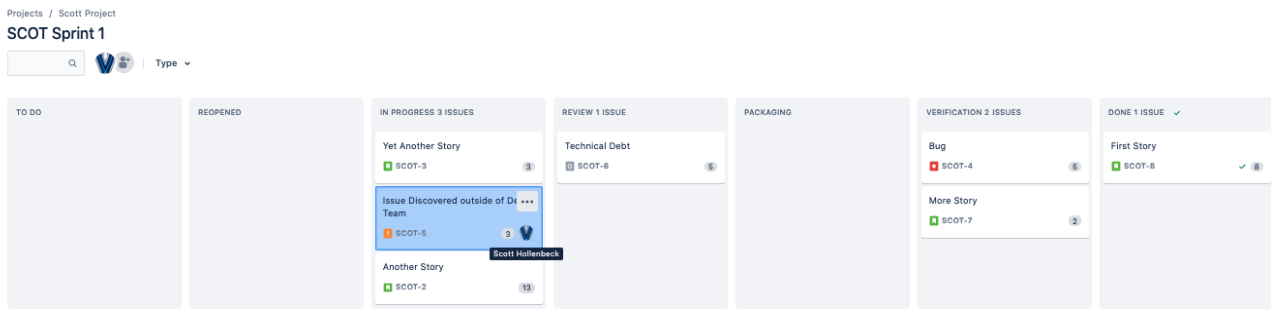 Projects / Scott Project
SCOT Sprint 1
Type
TO DO
REOPENED
IN PROGRESS 3 ISSUES
Yet Another Story
SCOT-3 3
Issue Discovered outside of De
Team
SCOT-5 3
Scott Hollenbeck
Another Story
SCOT-2 13
REVIEW 1 ISSUE
Technical Debt
SCOT-6 5
PACKAGING
VERIFICATION 2 ISSUES
Bug
SCOT-4 5
More Story
SCOT-7 2
DONE 1 ISSUE
First Story
SCOT-8 8